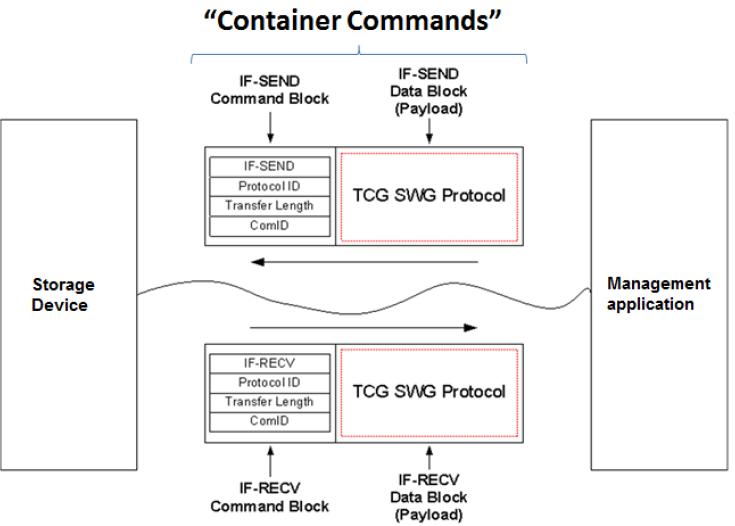 “Container Commands”
IF-SEND
Command Block
IF-SEND
Data Block
(Payload)
IF-SEND
Protocol ID
Transfer Length
ComID
TCG SWG Protocol
Storage
Device
Management
application
IF-RECV
Protocol ID
Transfer Length
ComID
TCG SWG Protocol
IF-RECV
Command Block
IF-RECV
Data Block
(Payload)